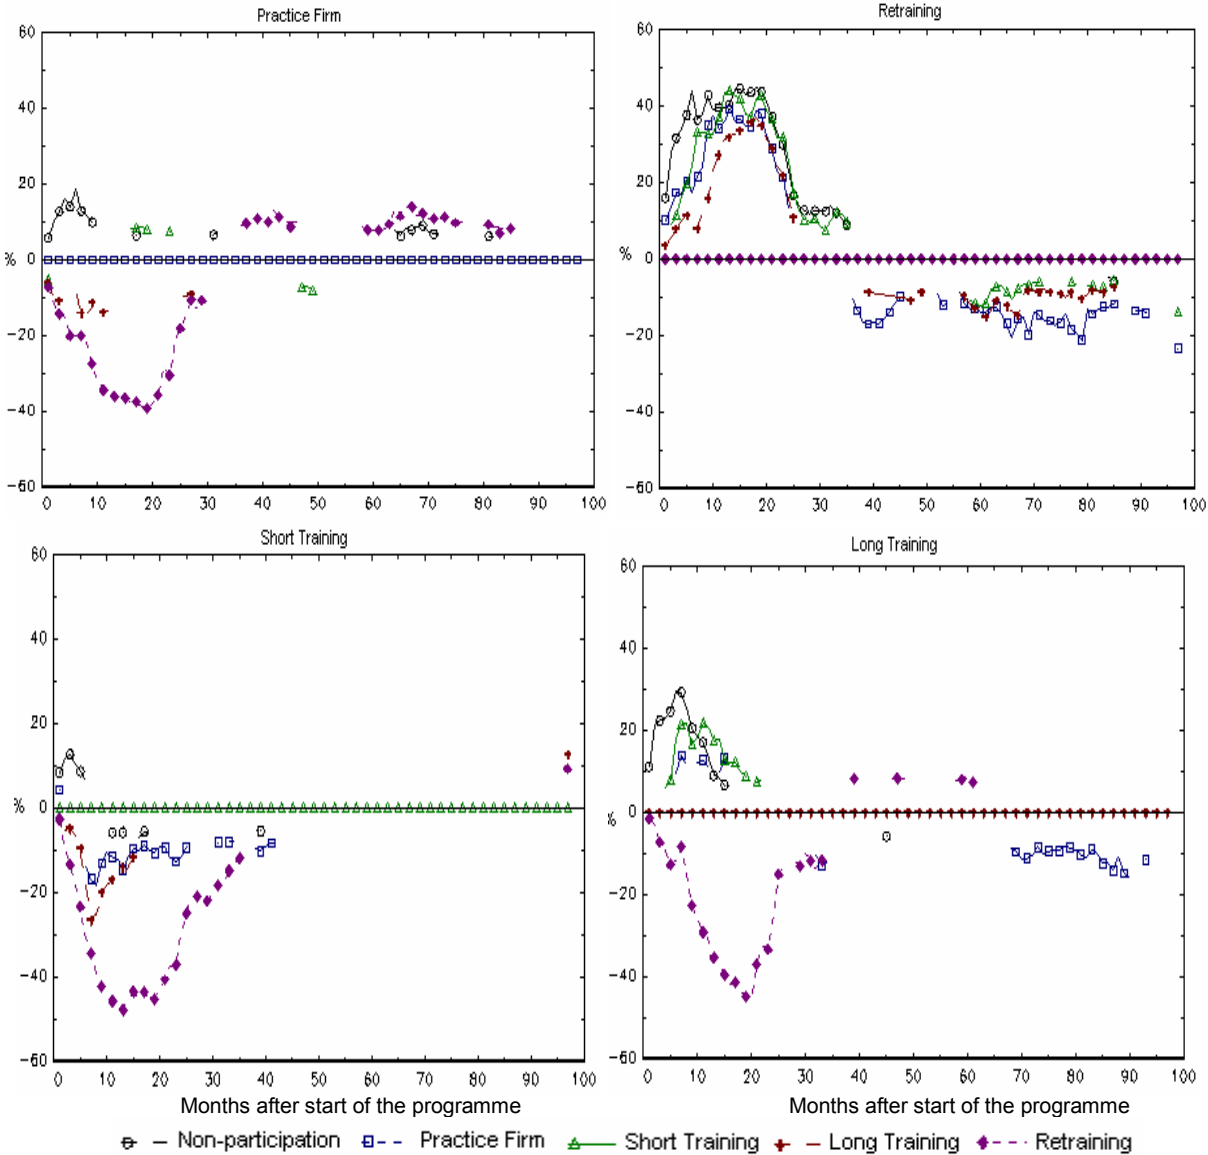 Practice Firm
60
40
20
% 0
−20
−40
−60
0 10 20 30 40 50 60 70 80 90 100
Retraining
60
40
20
% 0
−20
−40
−60
0 10 20 30 40 50 60 70 80 90 100
Short Training
60
40
20
% 0
−20
−40
−60
0 10 20 30 40 50 60 70 80 90 100
Months after start of the programme
Long Training
60
40
20
0
%
−20
−40
−60
0 10 20 30 40 50 60 70 80 90 100
Months after start of the programme
Non-participation Practice Firm Short Training Long Training Retraining